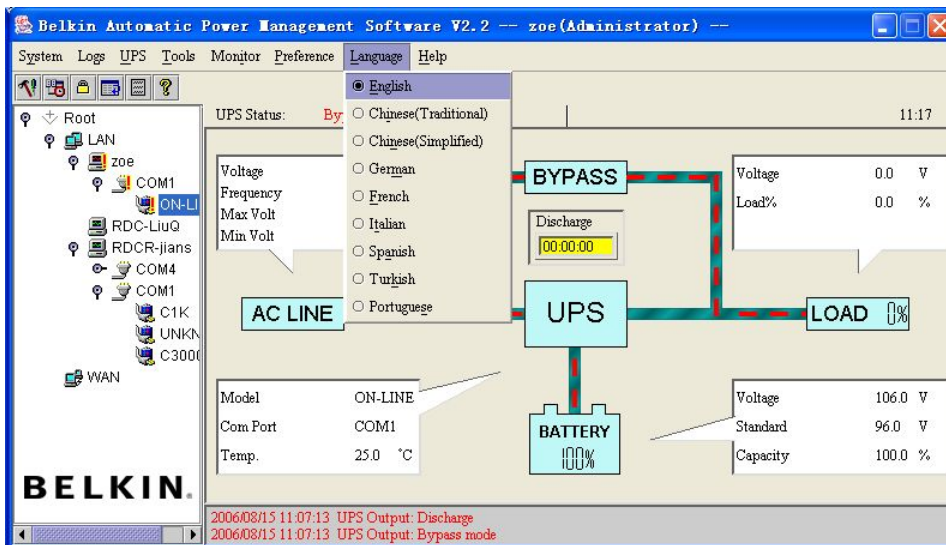 Belkin Automatic Power Management Software V2.2 -- zoe(Administrator) --
System Logs UPS Tools Monitor Preference Language Help
English
Chinese(Traditional)
Chinese(Simplified)
German
French
Italian
Spanish
Turkish
Portuguese
Root
LAN
zoe
COM1
ON-LI
RDC-LiuQ
RDCR-jians
COM4
COM1
C1K
UNKN
C3000
WAN
BELKIN.
UPS Status: By
11:17
Voltage
Frequency
Max Volt
Min Volt
BYPASS
Discharge
00:00:00
Voltage 0.0 V
Load% 0.0 %
AC LINE
UPS
LOAD 0%
Model ON-LINE
Com Port COM1
Temp. 25.0 °C
BATTERY
100%
Voltage 106.0 V
Standard 96.0 V
Capacity 100.0 %
2006/08/15 11:07:13 UPS Output: Discharge
2006/08/15 11:07:13 UPS Output: Bypass mode